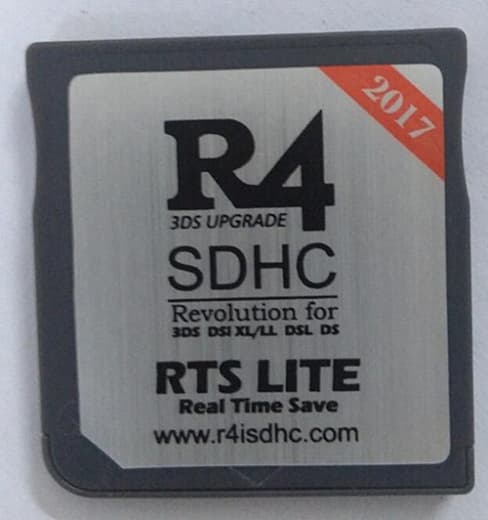 2017
R4
3DS UPGRADE
SDHC
Revolution for
3DS DSI XL/LL DSL DS
RTS LITE
Real Time Save
www.r4isdhc.com